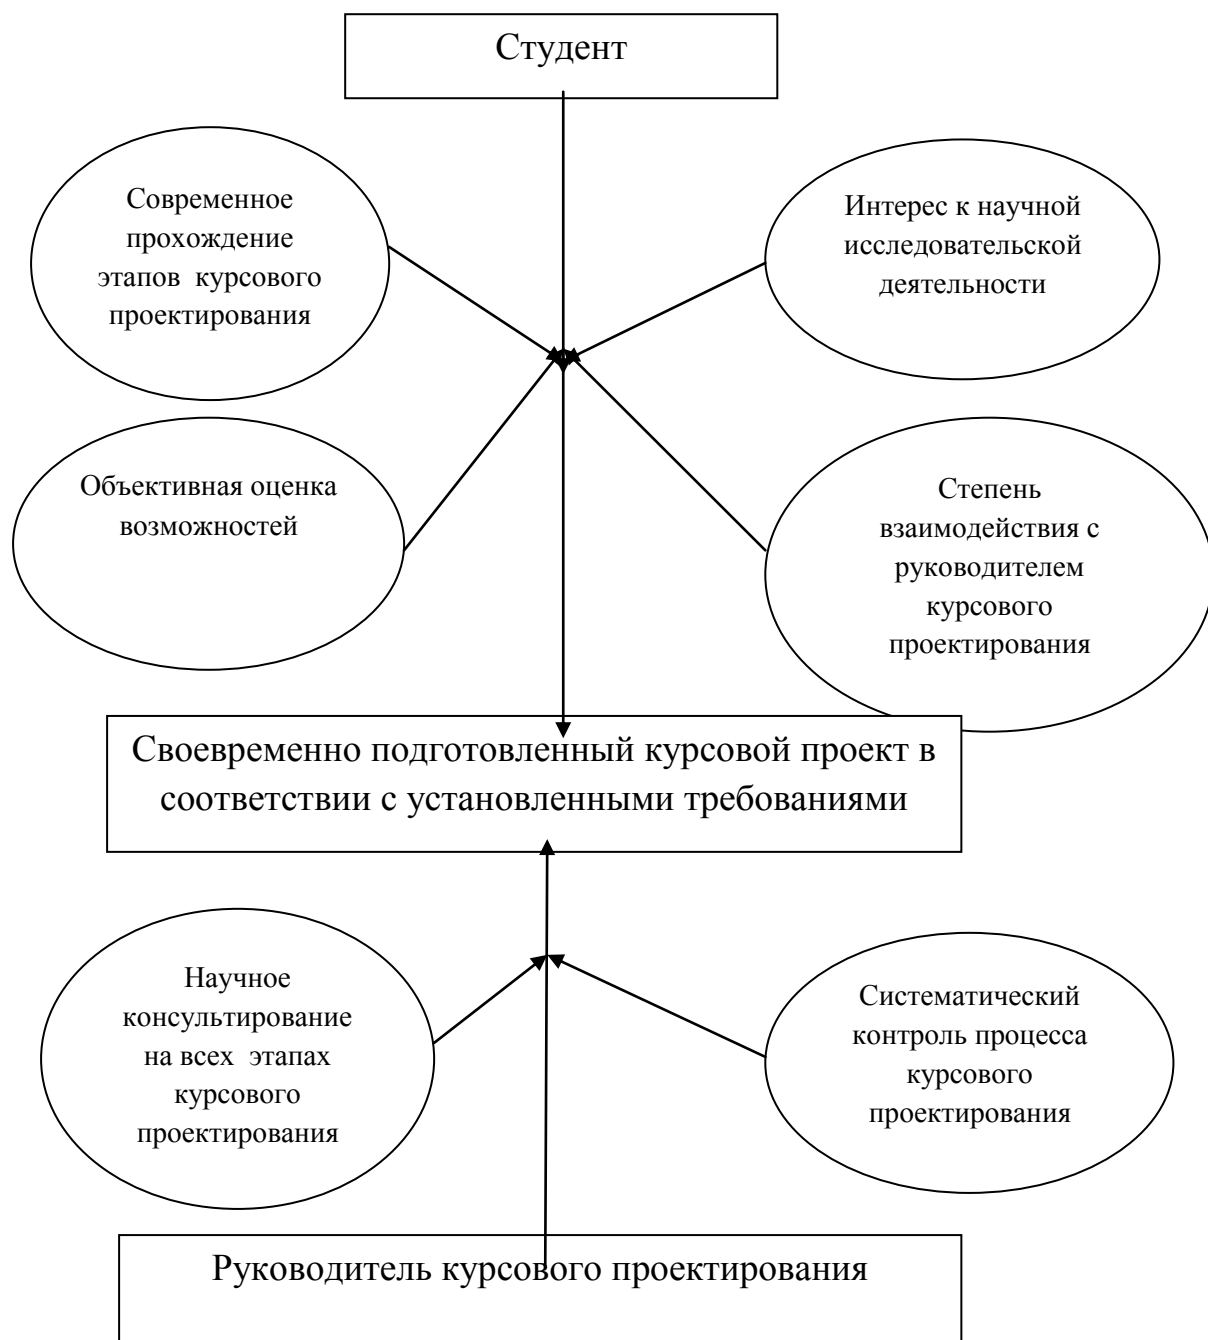 Студент
Современное
прохождение
этапов курсового
проектирования
Интерес к научной
исследовательской
деятельности
Объективная оценка
возможностей
Степень
взаимодействия с
руководителем
курсового
проектирования
Своевременно подготовленный курсовой проект в
соответствии с установленными требованиями
Научное
консультирование
на всех этапах
курсового
проектирования
Систематический
контроль процесса
курсового
проектирования
Руководитель курсового проектирования